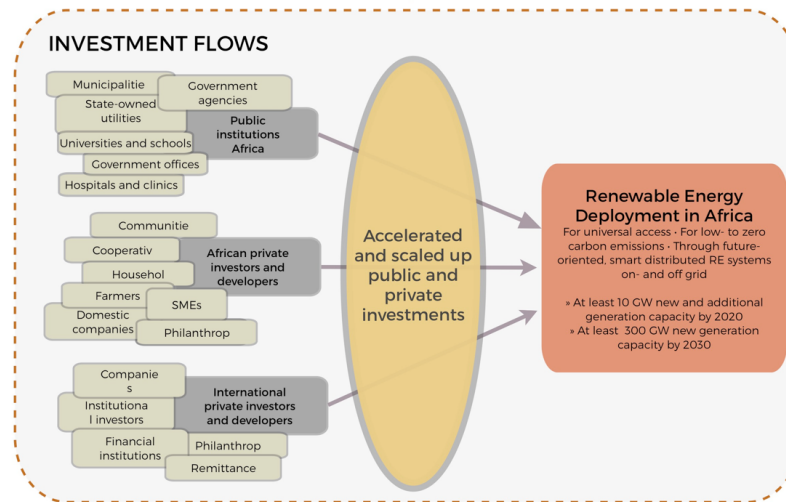 INVESTMENT FLOWS
Municipalitie
Government
agencies
State-owned
utilities
Public
institutions
Africa
Universities and schools
Government offices
Hospitals and clinics
Communitie
Cooperativ
African private
investors and
developers
Househol
Farmers
SMEs
Domestic
companies
Philanthrop
Companie
s
Institutiona
l investors
International
private investors
and developers
Financial
institutions
Philanthrop
Remittance
Accelerated
and scaled up
public and
private
investments
Renewable Energy
Deployment in Africa
For universal access · For low- to zero
carbon emissions · Through future-
oriented, smart distributed RE systems
on- and off grid
» At least 10 GW new and additional
generation capacity by 2020
» At least 300 GW new generation
capacity by 2030